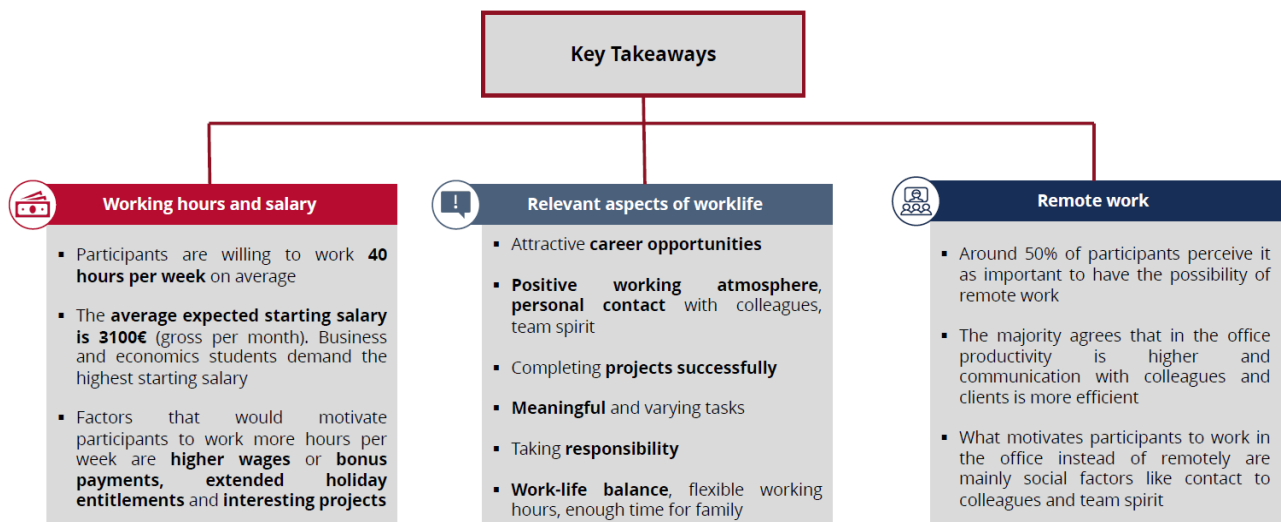 Key Takeaways
Working hours and salary
▪ Participants are willing to work 40
hours per week on average
▪ The average expected starting salary
is 3100€ (gross per month). Business
and economics students demand the
highest starting salary
▪ Factors that would motivate
participants to work more hours per
week are higher wages or bonus
payments, extended holiday
entitlements and interesting projects
Relevant aspects of worklife
▪ Attractive career opportunities
▪ Positive working atmosphere,
personal contact with colleagues,
team spirit
▪ Completing projects successfully
▪ Meaningful and varying tasks
▪ Taking responsibility
▪ Work-life balance, flexible working
hours, enough time for family
Remote work
▪ Around 50% of participants perceive it
as important to have the possibility of
remote work
▪ The majority agrees that in the office
productivity is higher and
communication with colleagues and
clients is more efficient
▪ What motivates participants to work in
the office instead of remotely are
mainly social factors like contact to
colleagues and team spirit